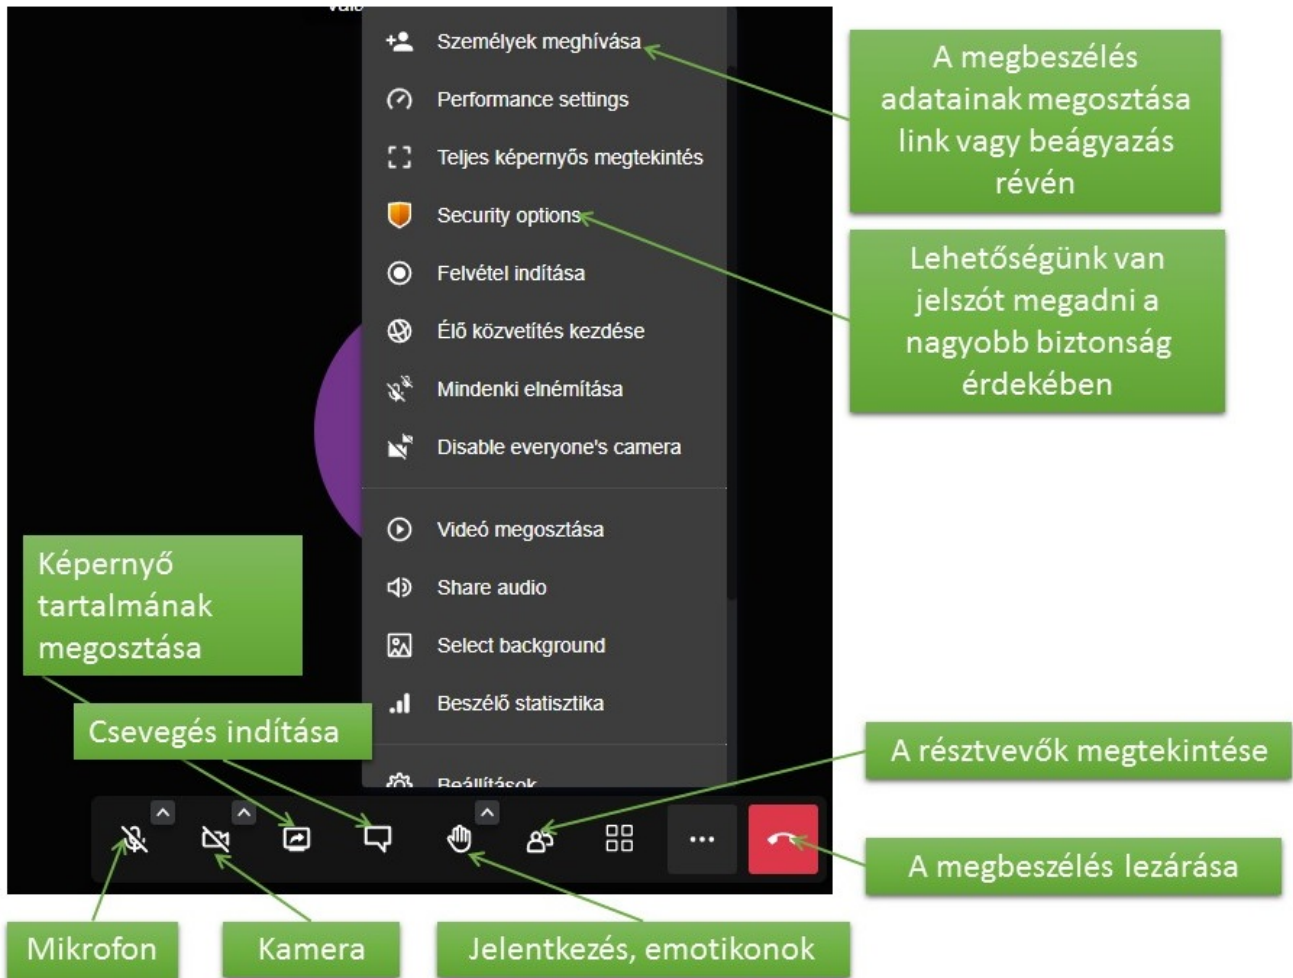 Személyek meghívása
Performance settings
Teljes képernyős megtekintés
Security options
Felvétel indítása
Élő közvetítés kezdése
Mindenki elnémítása
Disable everyone's camera
Videó megosztása
Share audio
Select background
Beszélő statisztika
Beállítások
A megbeszélés
adatainak megosztása
link vagy beágyazás
révén
Lehetőségünk van
jelszót megadni a
nagyobb biztonság
érdekében
Képernyő
tartalmának
megosztása
Csevegés indítása
A résztvevők megtekintése
A megbeszélés lezárása
Mikrofon
Kamera
Jelentkezés, emotikonok